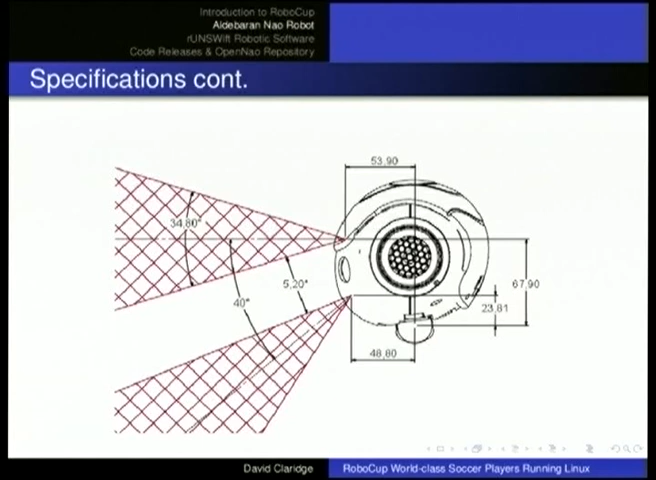 Introduction to RoboCup
Aldebaran Nao Robot
rUNSWift Robotic Software
Code Releases & OpenNao Repository
Specifications cont.
53,90
34,80°
5,20°
40°
67,90
23,81
48,80
David Claridge
RoboCup World-class Soccer Players Running Linux